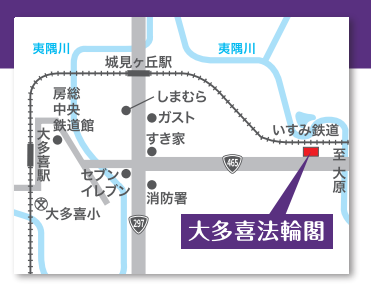 夷隅川
夷隅川
城見ヶ丘駅
房総
中央
鉄道館
しまむら
ガスト
すき家
いすみ鉄道
至
大原
大多喜駅
465
セブン
イレブン
消防署
大多喜小
297
大多喜法輪閣